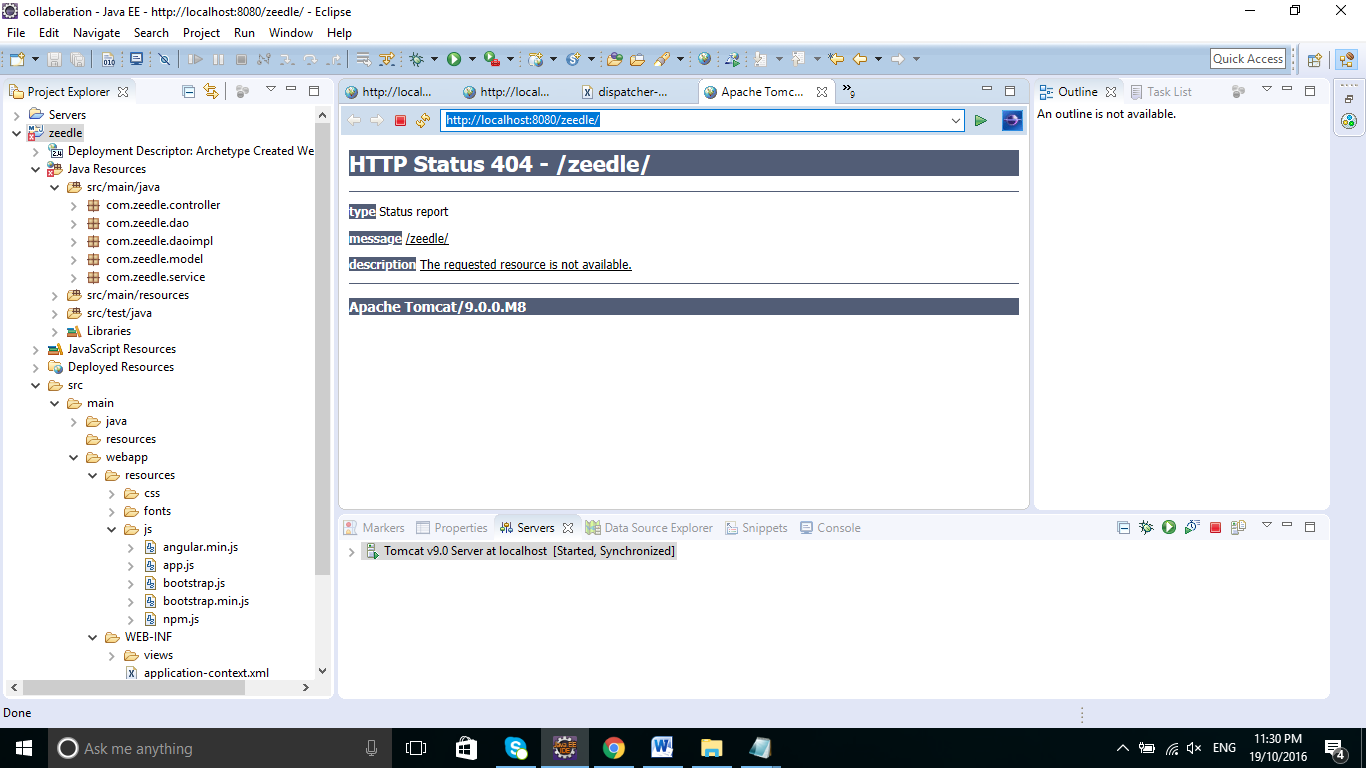 collaberation - Java EE - http://localhost:8080/zeedle/ - Eclipse
File Edit Navigate Search Project Run Window Help
Quick Access
Project Explorer
Servers
zeedle
Deployment Descriptor: Archetype Created We
Java Resources
src/main/java
com.zeedle.controller
com.zeedle.dao
com.zeedle.daoimpl
com.zeedle.model
com.zeedle.service
src/main/resources
src/test/java
Libraries
JavaScript Resources
Deployed Resources
src
main
java
resources
webapp
resources
css
fonts
js
angular.min.js
app.js
bootstrap.js
bootstrap.min.js
npm.js
WEB-INF
views
application-context.xml
http://local... http://local... dispatcher-... Apache Tomc... »9
http://localhost:8080/zeedle/
HTTP Status 404 - /zeedle/
type Status report
message /zeedle/
description The requested resource is not available.
Apache Tomcat/9.0.0.M8
Outline Task List
An outline is not available.
Markers Properties Servers Data Source Explorer Snippets Console
Tomcat v9.0 Server at localhost [Started, Synchronized]
Done
Ask me anything
ENG
11:30 PM
19/10/2016
4